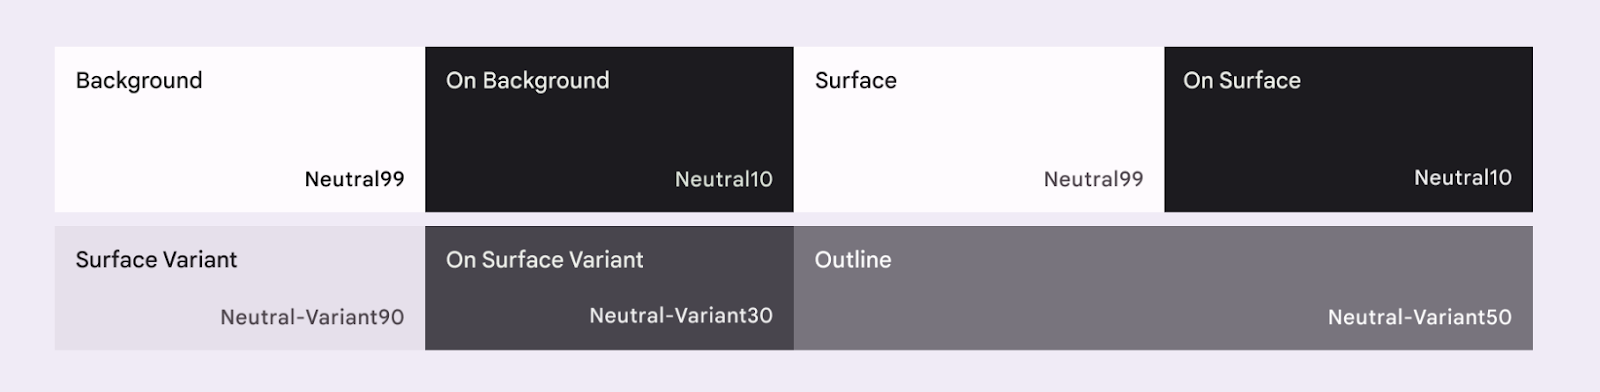 Background
On Background
Surface
On Surface
Neutral99
Neutral10
Neutral99
Neutral10
Surface Variant
On Surface Variant
Outline
Neutral-Variant90
Neutral-Variant30
Neutral-Variant50